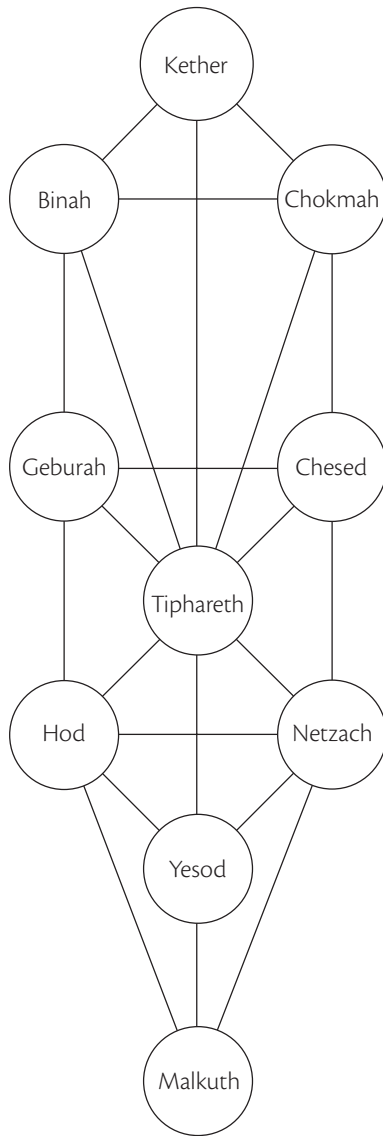 Kether
Binah
Chokmah
Geburah
Chesed
Tiphareth
Hod
Netzach
Yesod
Malkuth